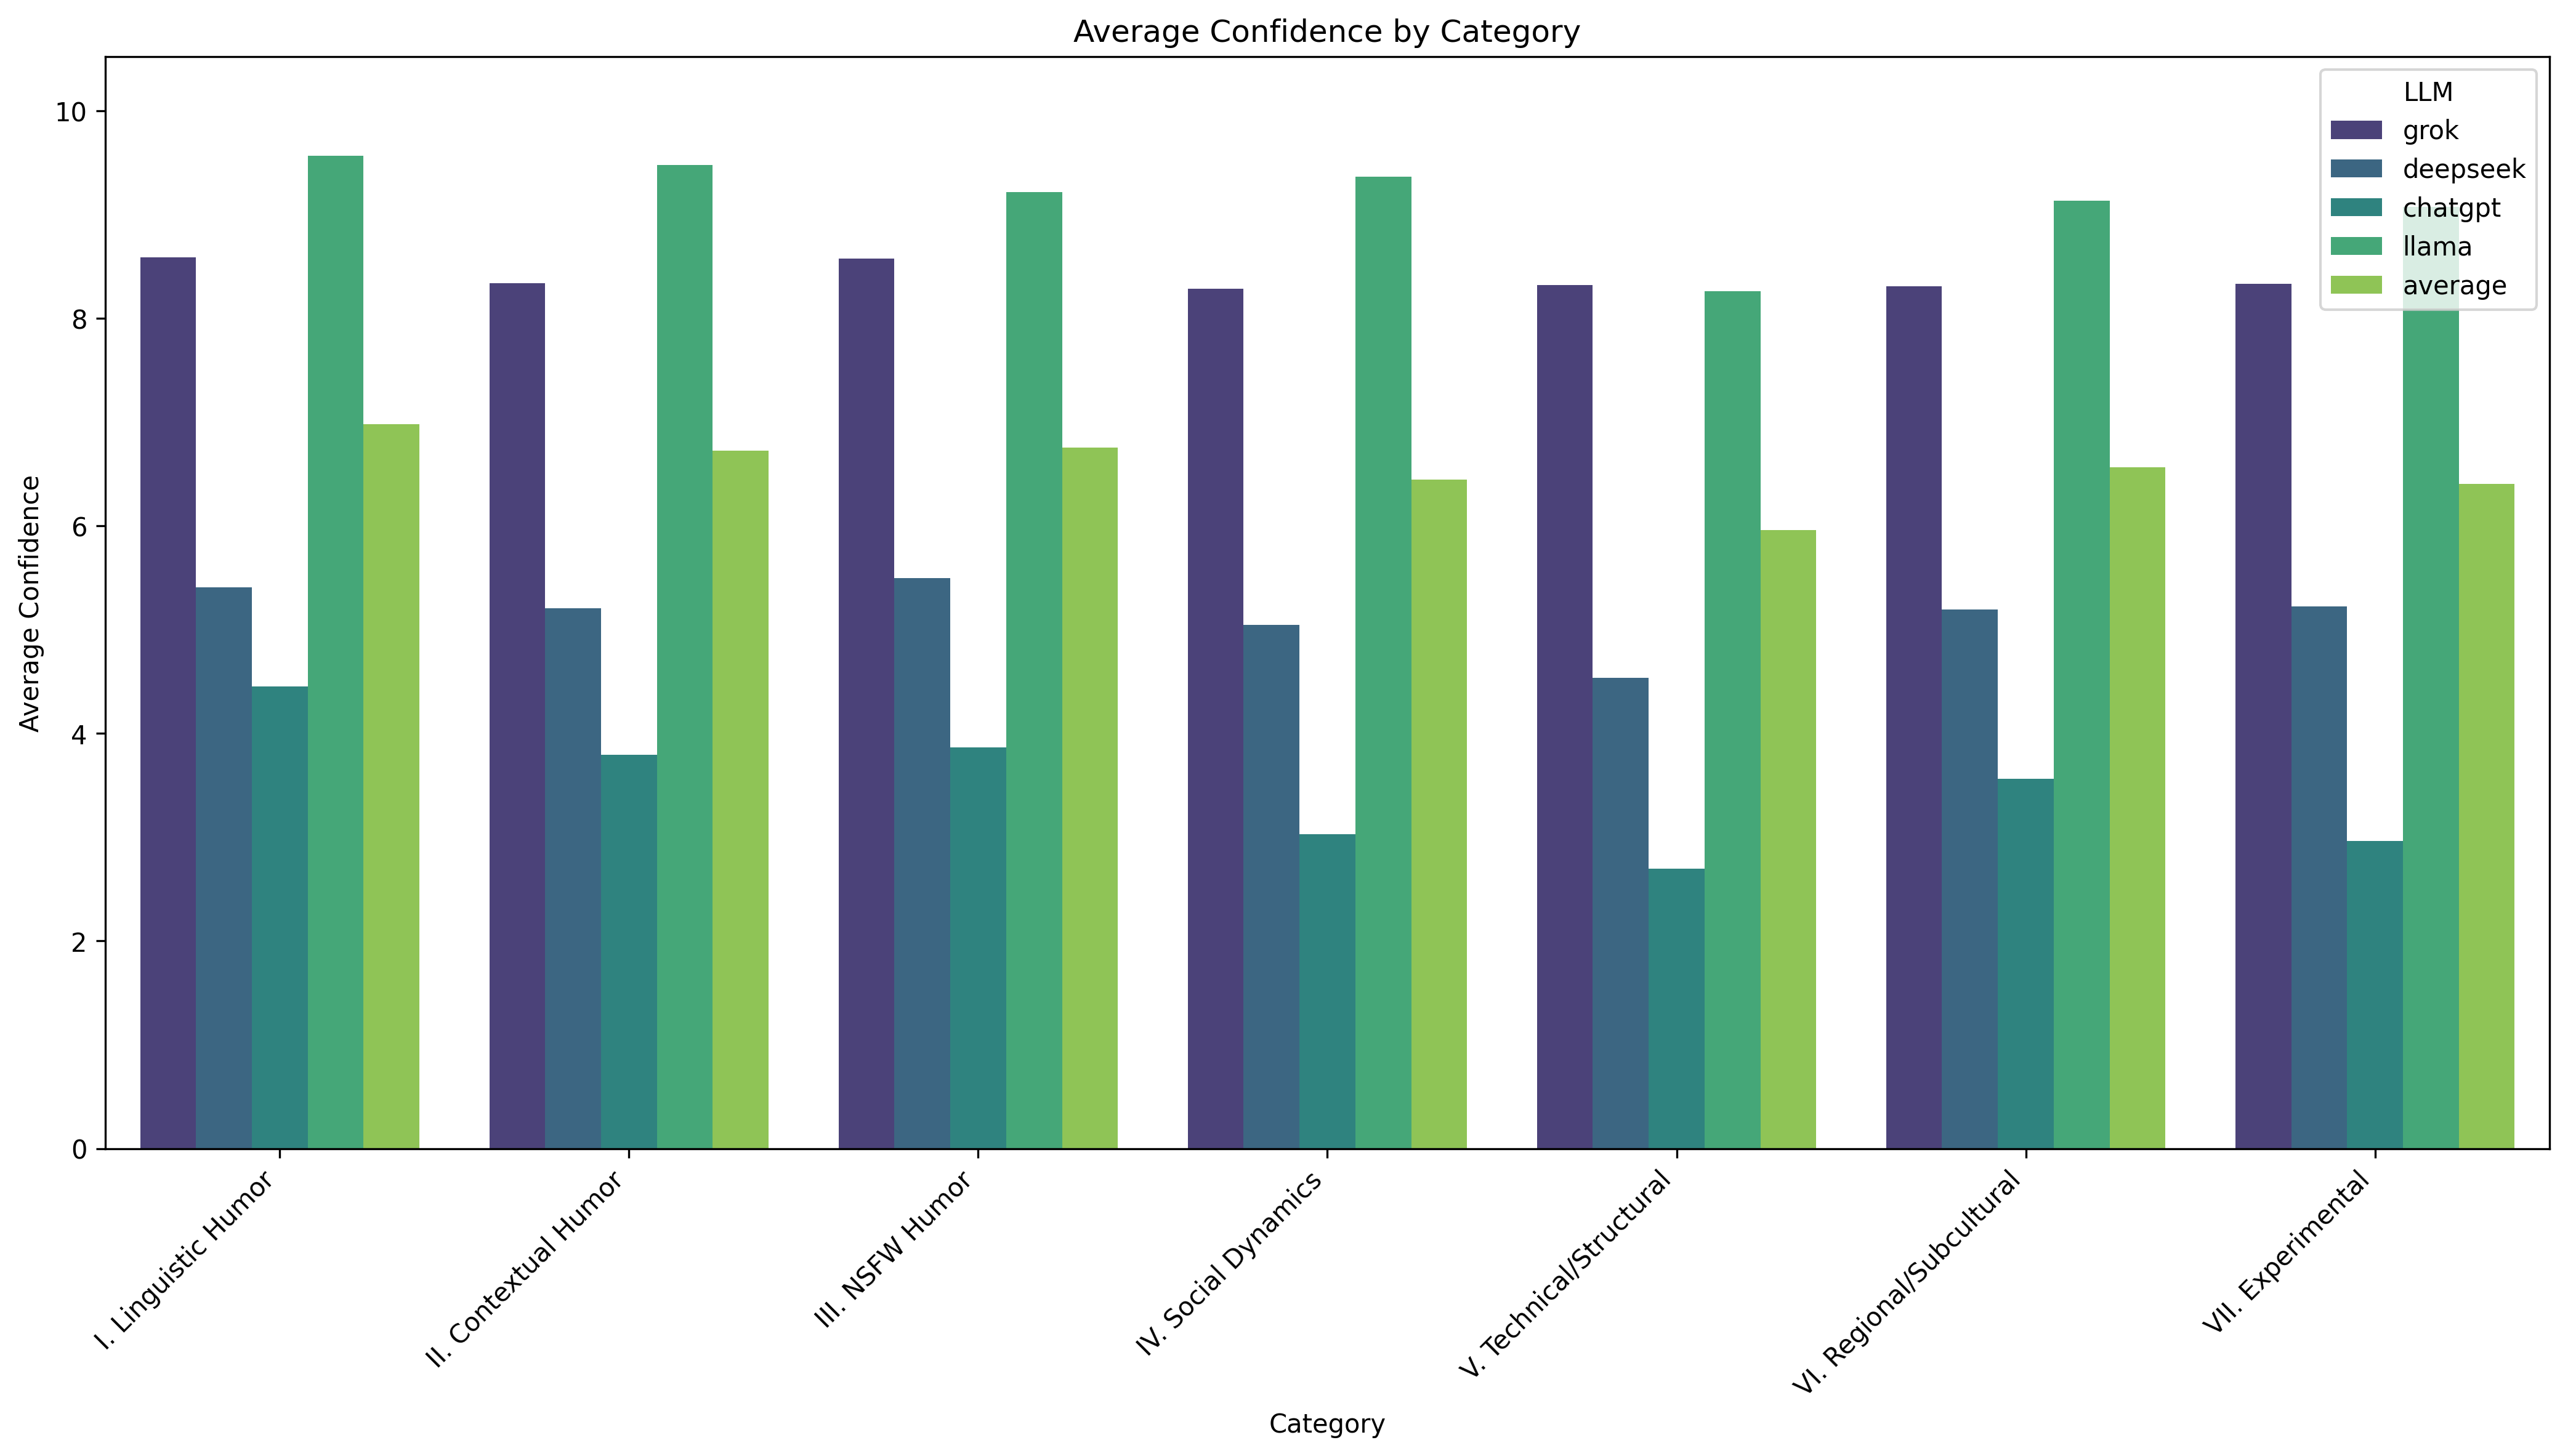 Average Confidence by Category
Average Confidence
10
8
6
4
2
0
LLM
grok
deepseek
chatgpt
llama
average
I. Linguistic Humor
II. Contextual Humor
III. NSFW Humor
IV. Social Dynamics
V. Technical/Structural
VI. Regional/Subcultural
VII. Experimental
Category